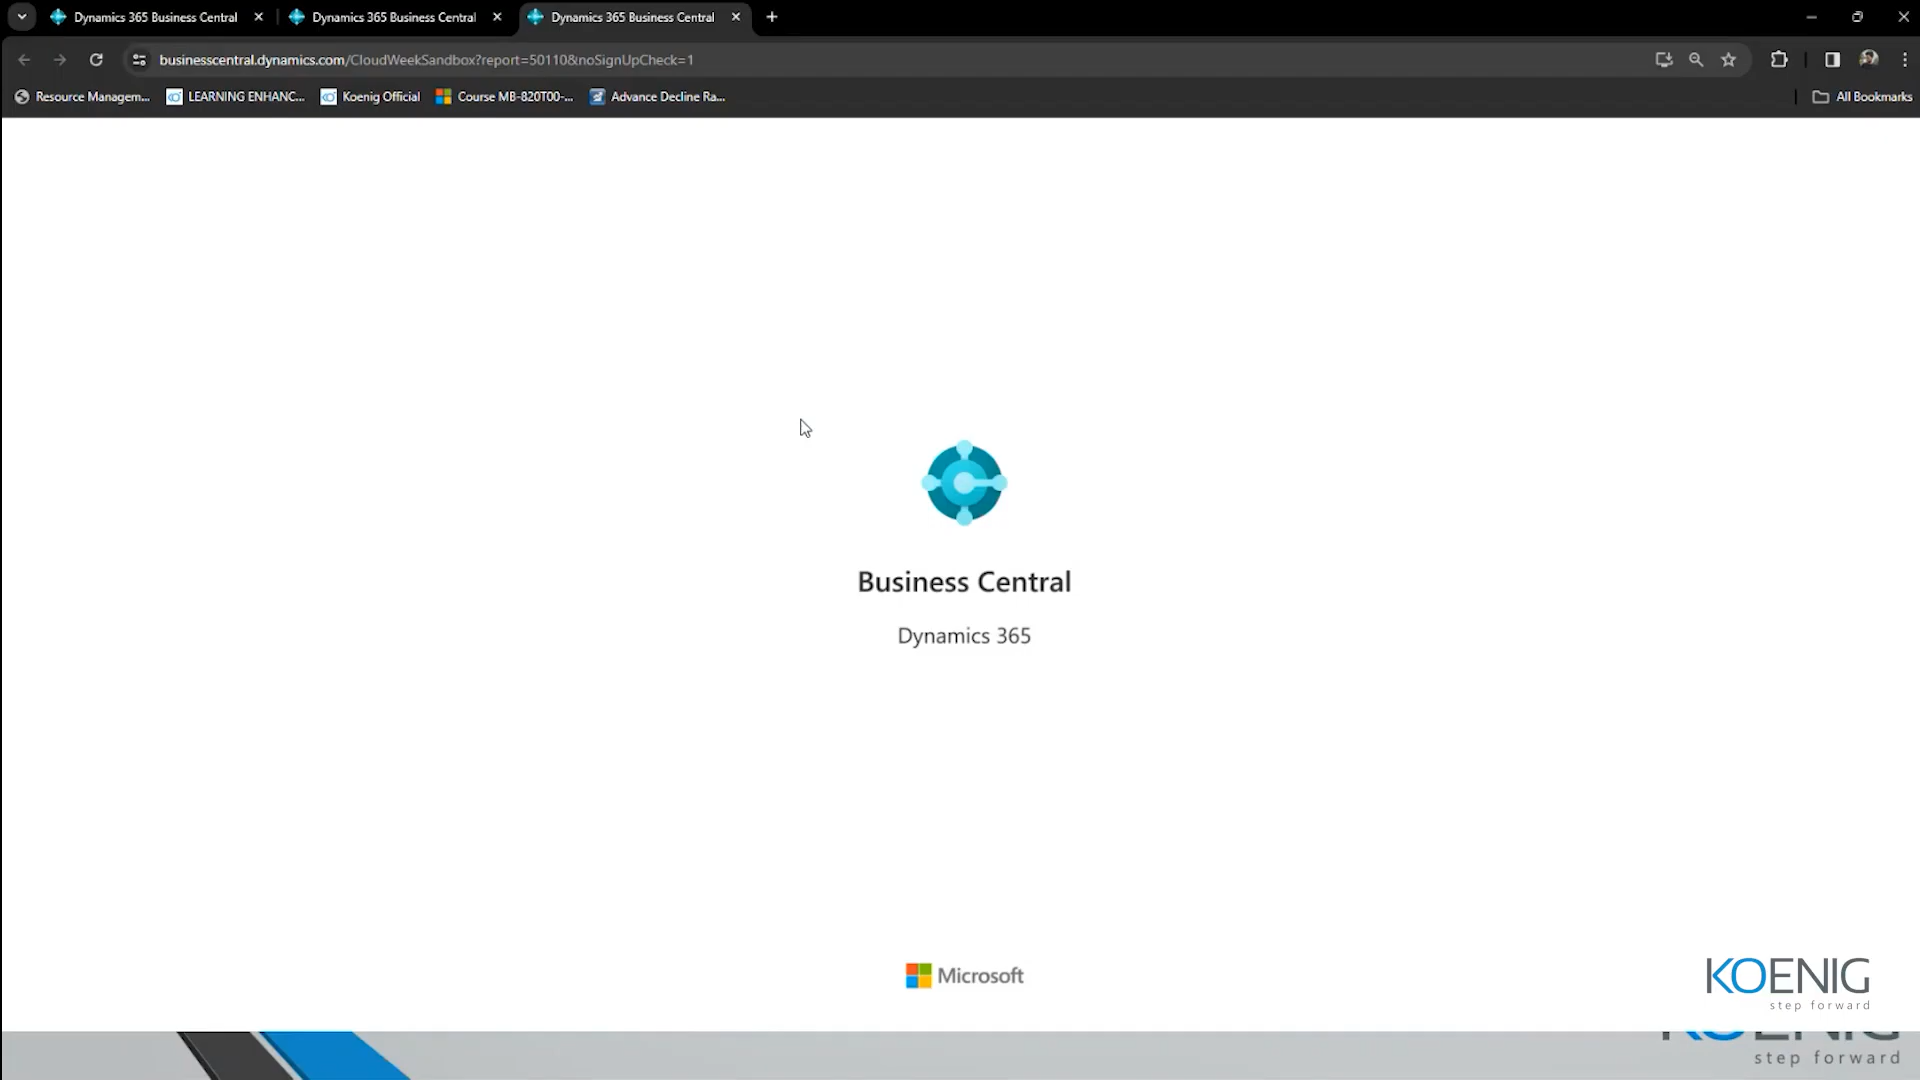 Dynamics 365 Business Central
Dynamics 365 Business Central
Dynamics 365 Business Central
businesscentral.dynamics.com/CloudWeekSandbox?report=50110&noSignUpCheck=1
Resource Managem...
LEARNING ENHANC...
Koenig Official
Course MB-820T00-...
Advance Decline Ra...
All Bookmarks
Business Central
Dynamics 365
Microsoft
KOENIG
step forward
KOENIG
step forward